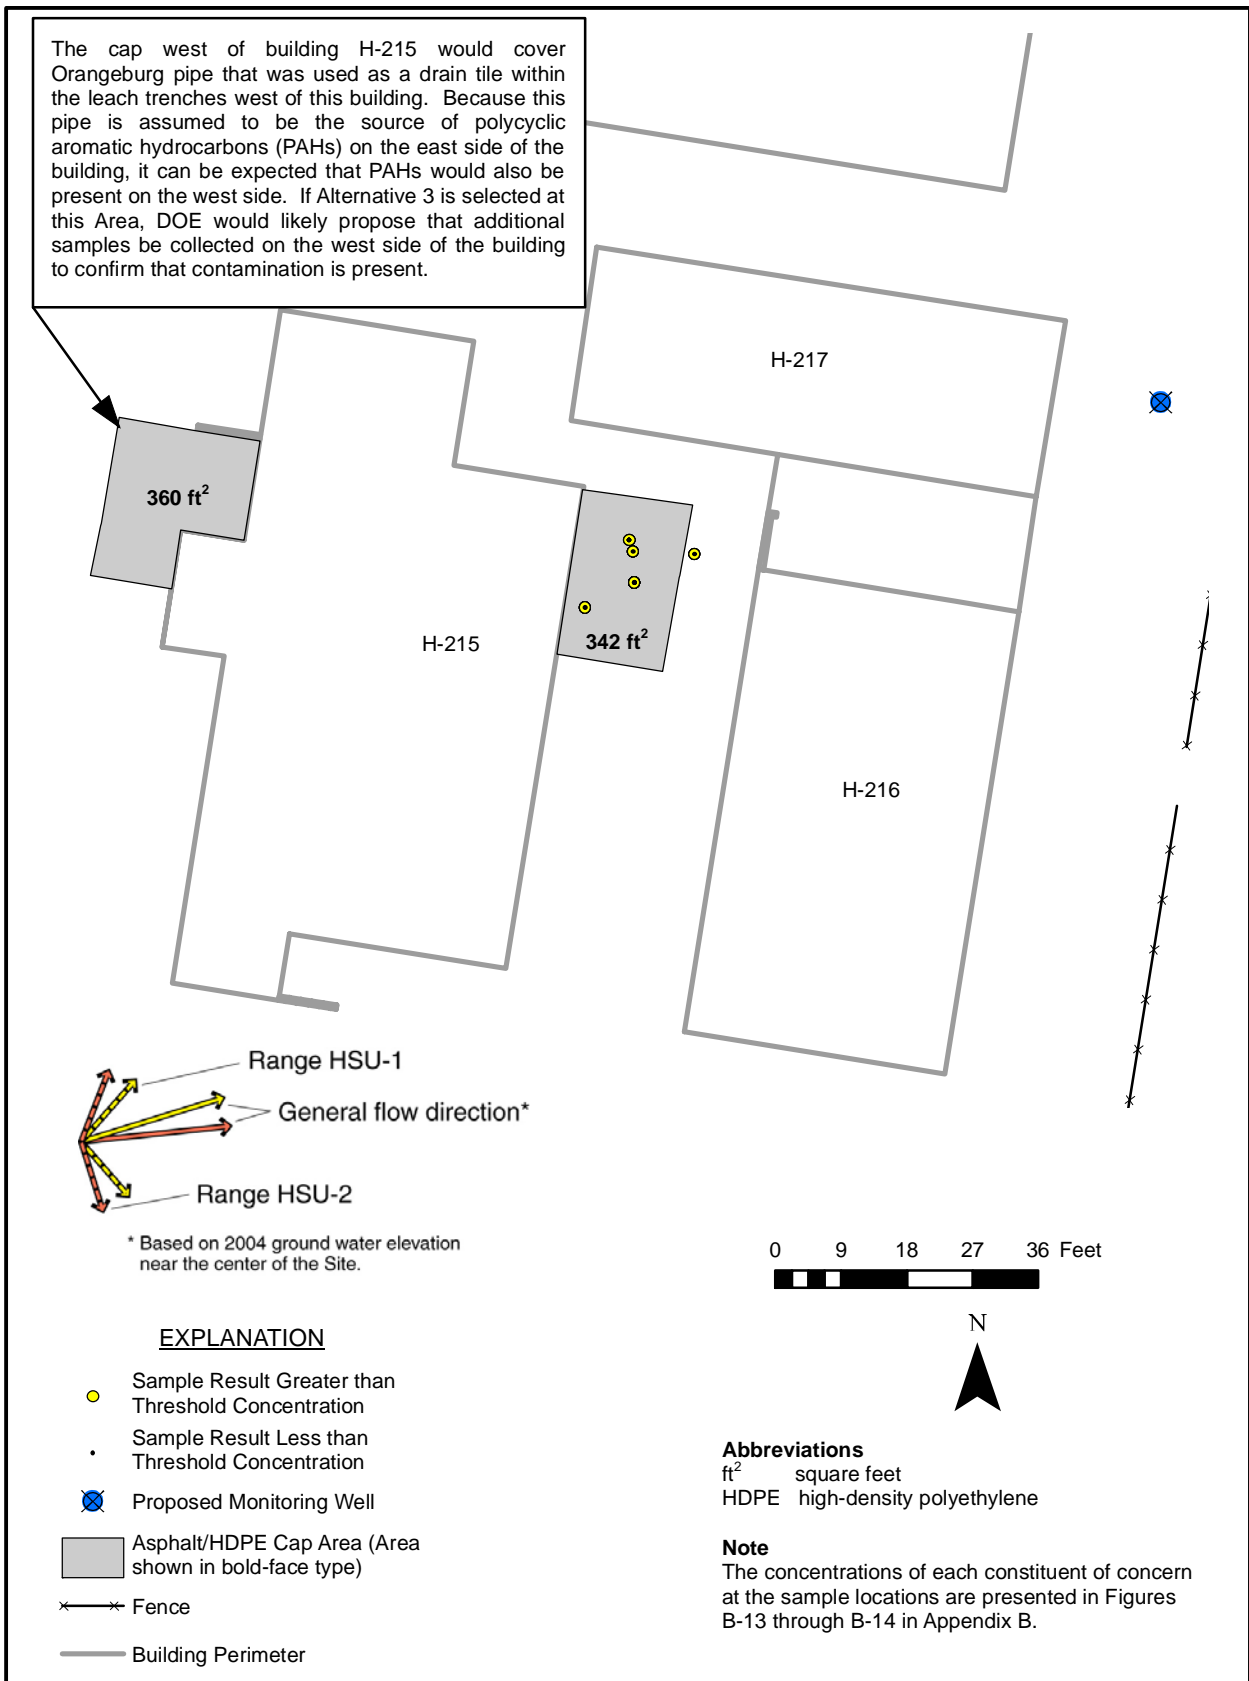 The cap west of building H-215 would cover
Orangeburg pipe that was used as a drain tile within
the leach trenches west of this building. Because this
pipe is assumed to be the source of polycyclic
aromatic hydrocarbons (PAHs) on the east side of the
building, it can be expected that PAHs would also be
present on the west side. If Alternative 3 is selected at
this Area, DOE would likely propose that additional
samples be collected on the west side of the building
to confirm that contamination is present.
H-217
360 ft²
342 ft²
H-215
H-216
Range HSU-1
General flow direction*
Range HSU-2
* Based on 2004 ground water elevation
near the center of the Site.
0 9 18 27 36 Feet
N
EXPLANATION
Sample Result Greater than
Threshold Concentration
Sample Result Less than
Threshold Concentration
Proposed Monitoring Well
Asphalt/HDPE Cap Area (Area
shown in bold-face type)
Fence
Building Perimeter
Abbreviations
ft² square feet
HDPE high-density polyethylene
Note
The concentrations of each constituent of concern
at the sample locations are presented in Figures
B-13 through B-14 in Appendix B.